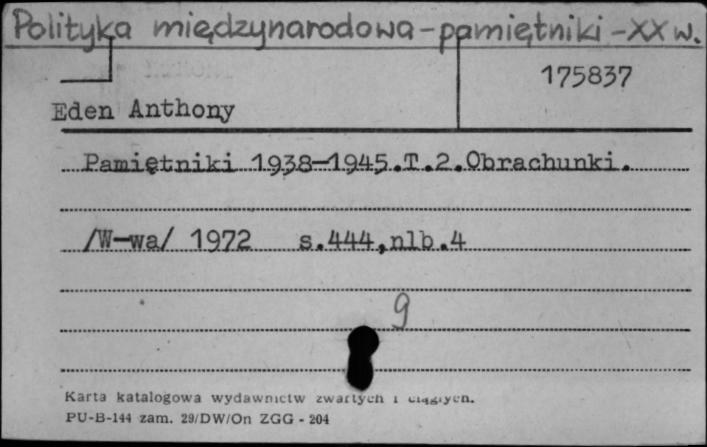 Polityka międzynarodowa - pamiętniki - XX w.
175837
Eden Anthony
Pamiętniki 1938-1945.T.2.Obrachunki.
/W-wa/ 1972 s.444,nlb.4
9
Karta katalogowa wydawnictw zwartych i ciągłych.
PU-B-144 zam. 29/DW/On ZGG - 204